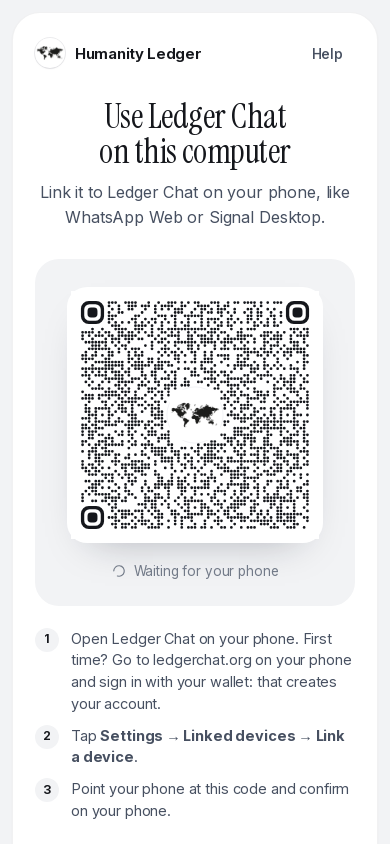 Humanity Ledger
Help
Use Ledger Chat
on this computer
Link it to Ledger Chat on your phone, like
WhatsApp Web or Signal Desktop.
Waiting for your phone
1
Open Ledger Chat on your phone. First
time? Go to ledgerchat.org on your phone
and sign in with your wallet: that creates
your account.
2
Tap Settings → Linked devices → Link
a device.
3
Point your phone at this code and confirm
on your phone.